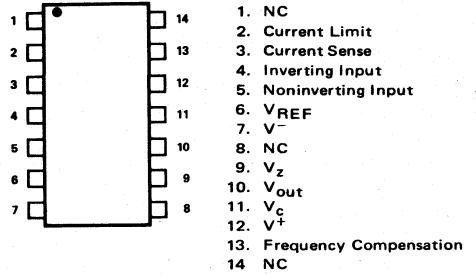 1
2
3
4
5
6
7
14
13
12
11
10
9
8
1. NC
2. Current Limit
3. Current Sense
4. Inverting Input
5. Noninverting Input
6. VREF
7. V−
8. NC
9. Vz
10. Vout
11. Vc
12. V+
13. Frequency Compensation
14 NC